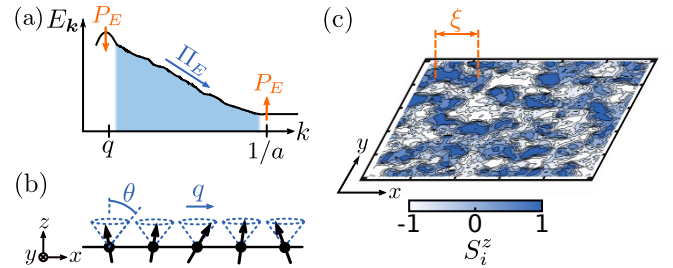 (a)
E_𝒌
P_E
Π_E
P_E
q
1/a
k
(b)
θ
q
z
y
x
(c)
ξ
y
x
-1 0 1
S_i^z